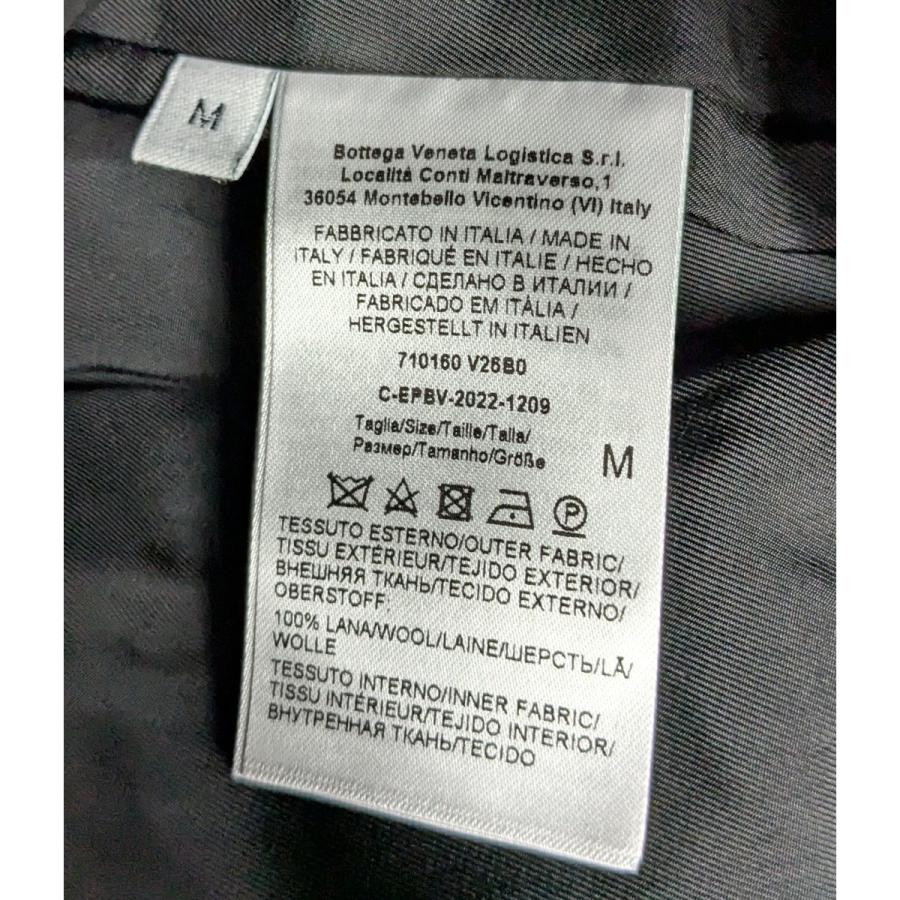 M
Bottega Veneta Logistica S.r.l.
Località Conti Maltraverso,1
36054 Montebello Vicentino (VI) Italy
FABBRICATO IN ITALIA / MADE IN
ITALY / FABRIQUÉ EN ITALIE / HECHO
EN ITALIA / СДЕЛАНО В ИТАЛИИ /
FABRICADO EM ITÁLIA /
HERGESTELLT IN ITALIEN
710160 V26B0
C-EPBV-2022-1209
Taglia/Size/Taille/Talla/
Размер/Tamanho/Größe
M
P
TESSUTO ESTERNO/OUTER FABRIC/
TISSU EXTÉRIEUR/TEJIDO EXTERIOR/
ВНЕШНЯЯ ТКАНЬ/TECIDO EXTERNO/
OBERSTOFF:
100% LANA/WOOL/LAINE/ШЕРСТЬ/LÃ/
WOLLE
TESSUTO INTERNO/INNER FABRIC/
TISSU INTÉRIEUR/TEJIDO INTERIOR/
ВНУТРЕННАЯ ТКАНЬ/TECIDO